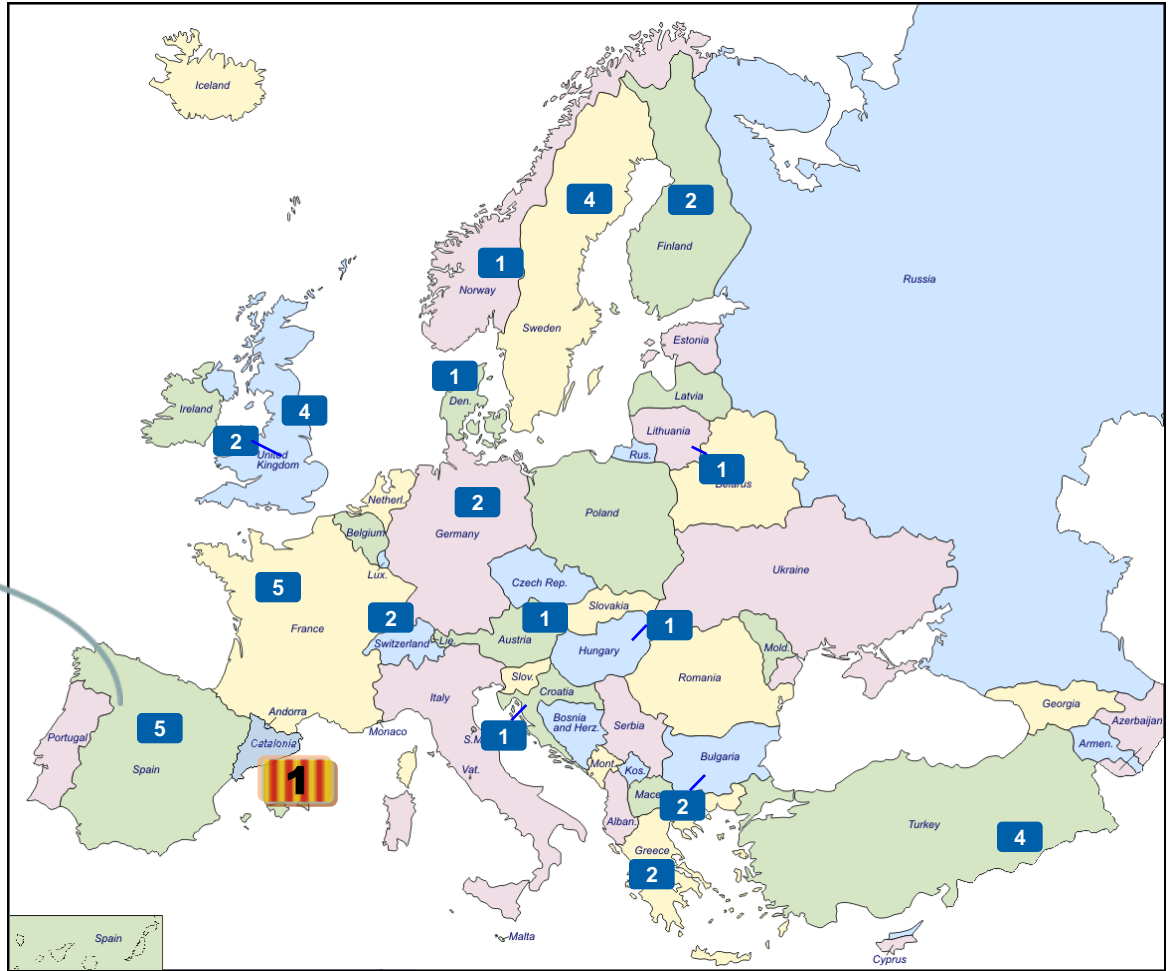 Iceland
4
2
Finland
1
Norway
Russia
Sweden
Estonia
1
Den.
Latvia
Ireland
4
Lithuania
2
United
Kingdom
Rus.
1
Belarus
Netherl.
2
Poland
Belgium
Germany
Ukraine
Lux.
Czech Rep.
5
Slovakia
France
2
1
1
Switzerland
Lie.
Austria
Hungary
Mold.
Slov.
Romania
Italy
Croatia
Georgia
Andorra
Portugal
5
Catalonia
Monaco
S.M.
1
Bosnia
and Herz.
Serbia
Azerbaijan
Armen.
Spain
1
Vat.
Mont.
Kos.
Bulgaria
Mace
2
Alban.
Turkey
4
Greece
2
Spain
Malta
Cyprus